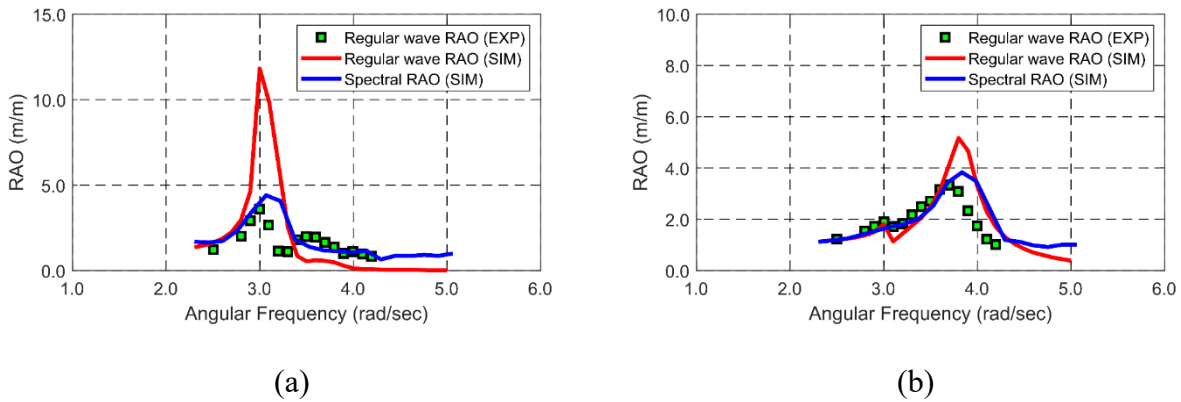 15.0
10.0
5.0
0.0
RAO (m/m)
1.0 2.0 3.0 4.0 5.0 6.0
Angular Frequency (rad/sec)
Regular wave RAO (EXP)
Regular wave RAO (SIM)
Spectral RAO (SIM)
(a)
10.0
8.0
6.0
4.0
2.0
0.0
RAO (m/m)
1.0 2.0 3.0 4.0 5.0 6.0
Angular Frequency (rad/sec)
Regular wave RAO (EXP)
Regular wave RAO (SIM)
Spectral RAO (SIM)
(b)